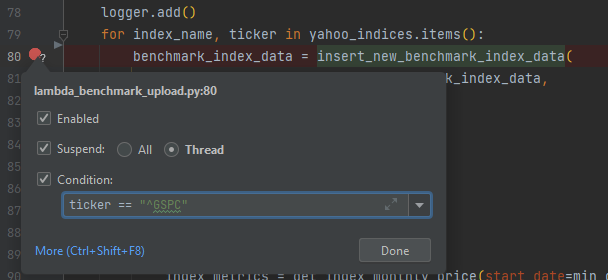 78 logger.add()
79 for index_name, ticker in yahoo_indices.items():
80 ? benchmark_index_data = insert_new_benchmark_index_data(
81 k_index_data,
lambda_benchmark_upload.py:80
82
Enabled
83
84 Suspend: All Thread
85 Condition:
86 ticker == "^GSPC"
87
88
More (Ctrl+Shift+F8) Done
89
90 index_metrics = get_index_monthly_price(start_date=min